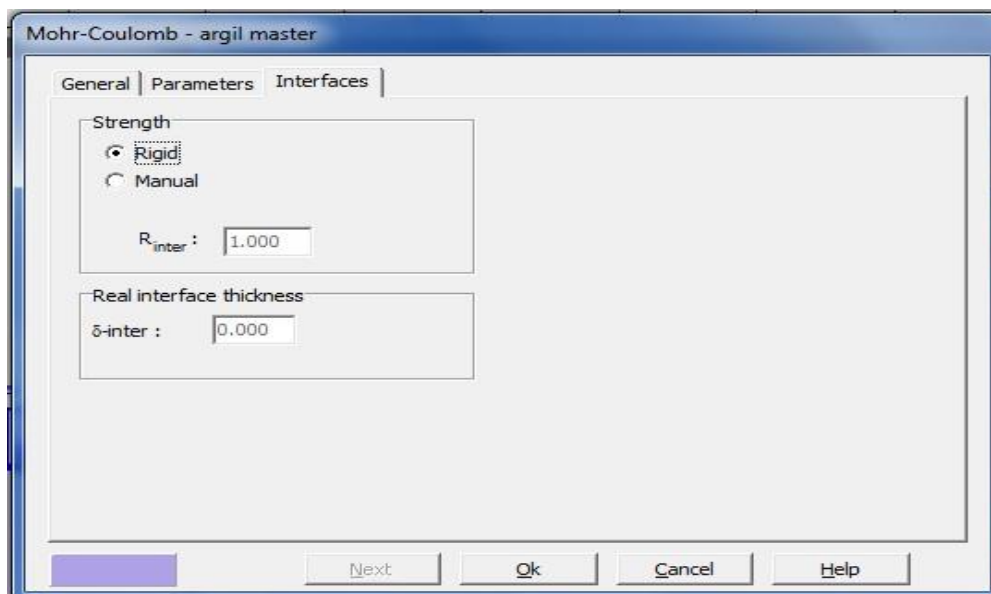 Mohr-Coulomb - argil master
General Parameters Interfaces
Strength
Rigid
Manual
Rinter : 1.000
Real interface thickness
δ-inter : 0.000
Next Ok Cancel Help